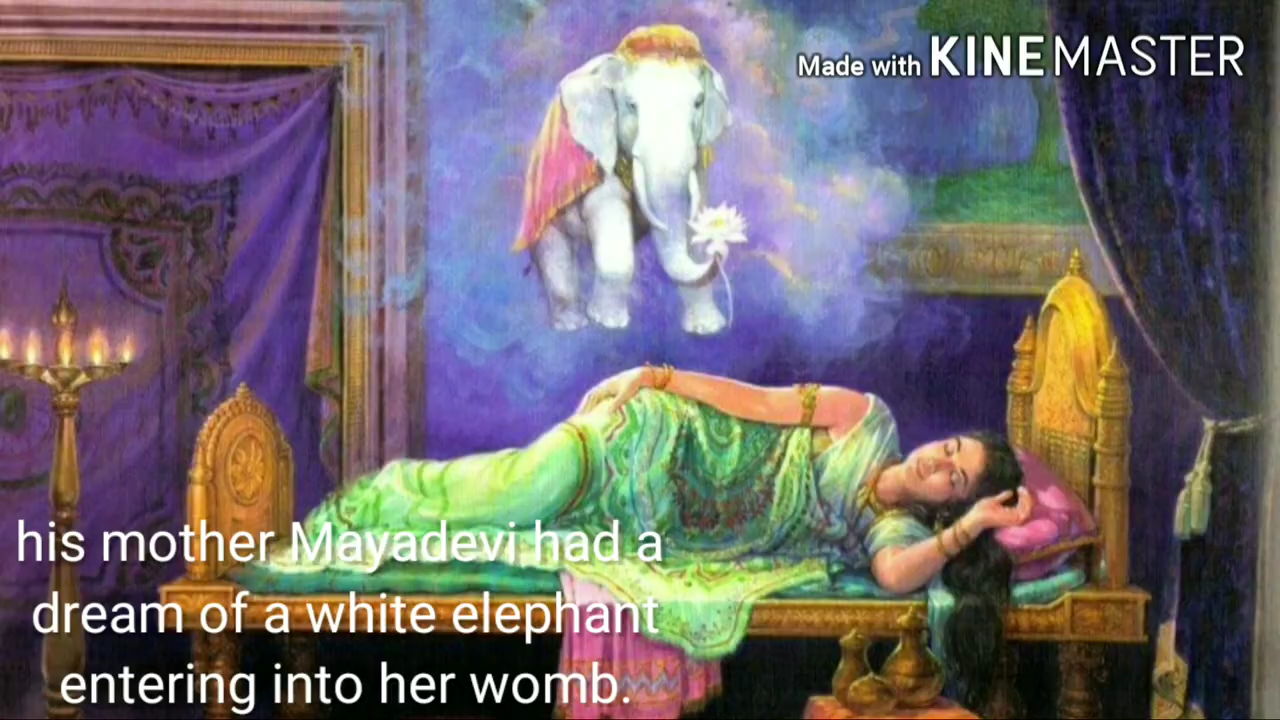 Made with KINEMASTER
his mother Mayadevi had a
dream of a white elephant
entering into her womb.